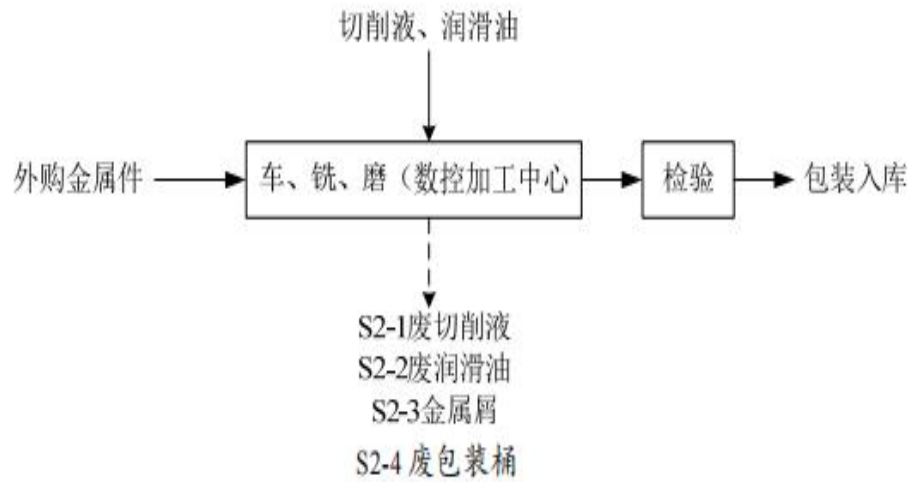 切削液、润滑油
外购金属件
车、铣、磨（数控加工中心
检验
包装入库
S2-1废切削液
S2-2废润滑油
S2-3金属屑
S2-4 废包装桶